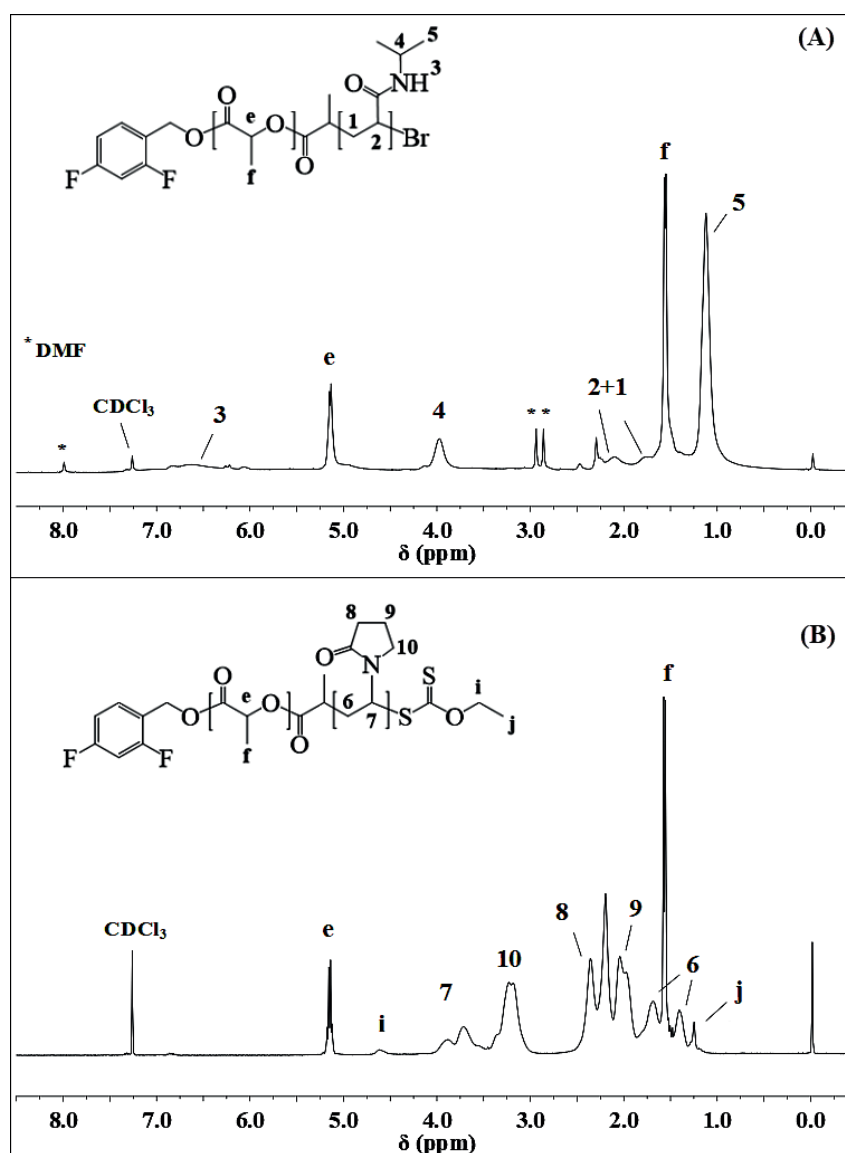 (A)
5
4
O
NH
3
O
e
O
1
O
O
2
Br
f
F
F
f
5
* DMF
e
CDCl₃
3
4
* *
2+1
*
8.0 7.0 6.0 5.0 4.0 3.0 2.0 1.0 0.0
δ (ppm)
(B)
8 9
O
N
10
S
i
O
e
O
6
O
7
S
O
j
O
f
F
F
f
CDCl₃
e
i
7
10
8
9
6
j
8.0 7.0 6.0 5.0 4.0 3.0 2.0 1.0 0.0
δ (ppm)